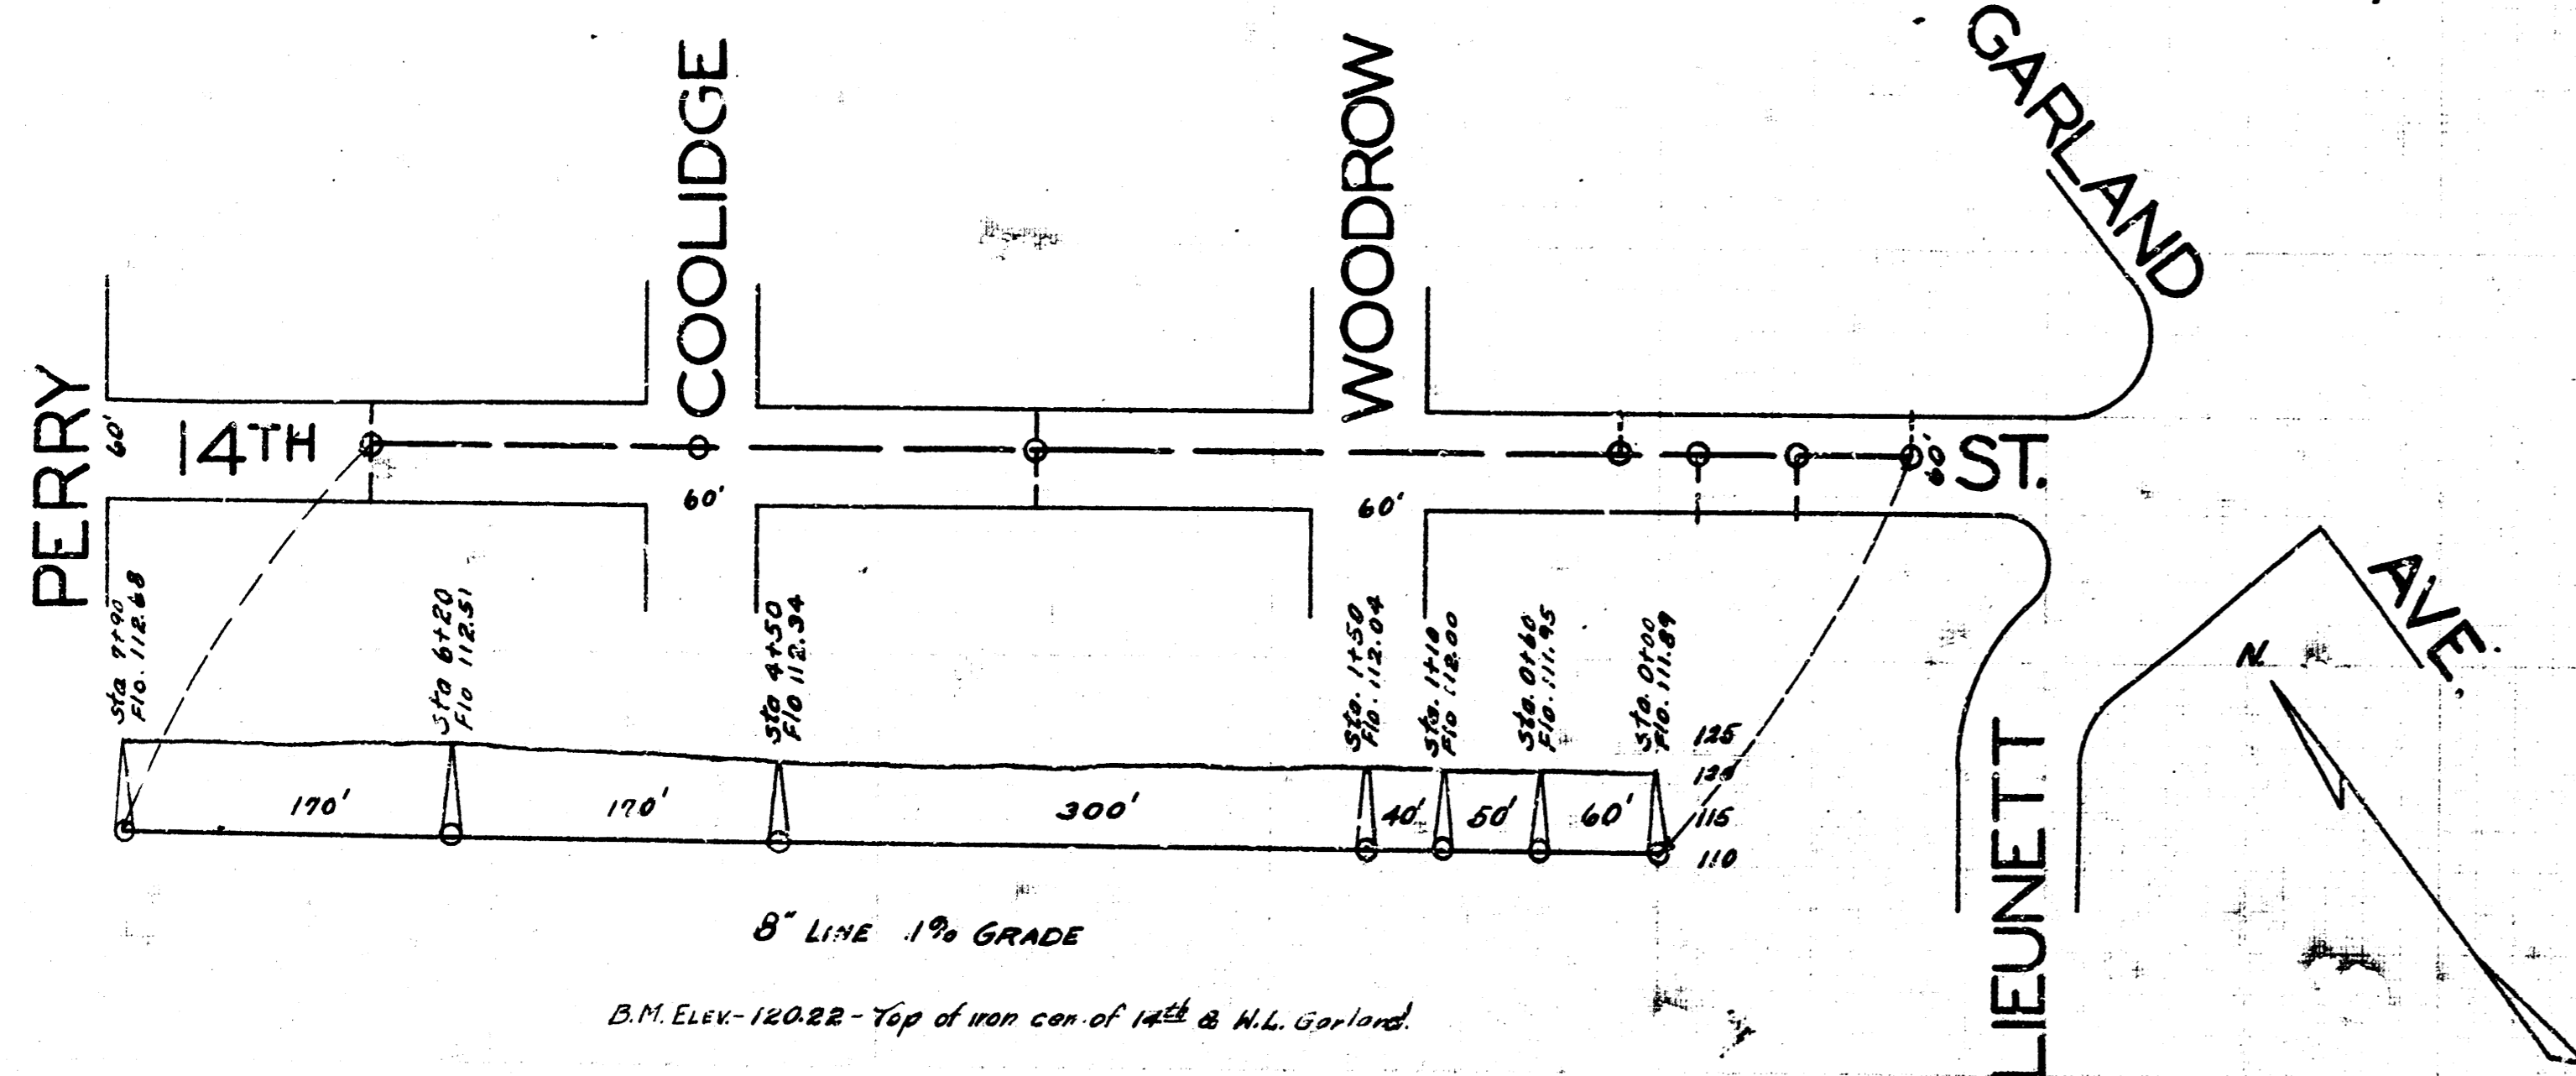 GARLAND
AVE.
COOLIDGE
WOODROW
PERRY
60'
14TH
60'
60'
60'
ST.
LIEUNETT
N.
Sta 7+90
Flo. 112.68
Sta 6+20
Flo 112.51
Sta 4+50
Flo 112.34
Sta. 1+50
Flo. 112.04
Sta. 1+10
Flo 112.00
Sta. 0+60
Flo. 111.95
Sta. 0+00
Flo. 111.89
125
120
115
110
170'
170'
300'
40'
50'
60'
8" LINE .1% GRADE
B.M. ELEV.-120.22-Top of iron cen. of 14th & W.L. Garland.